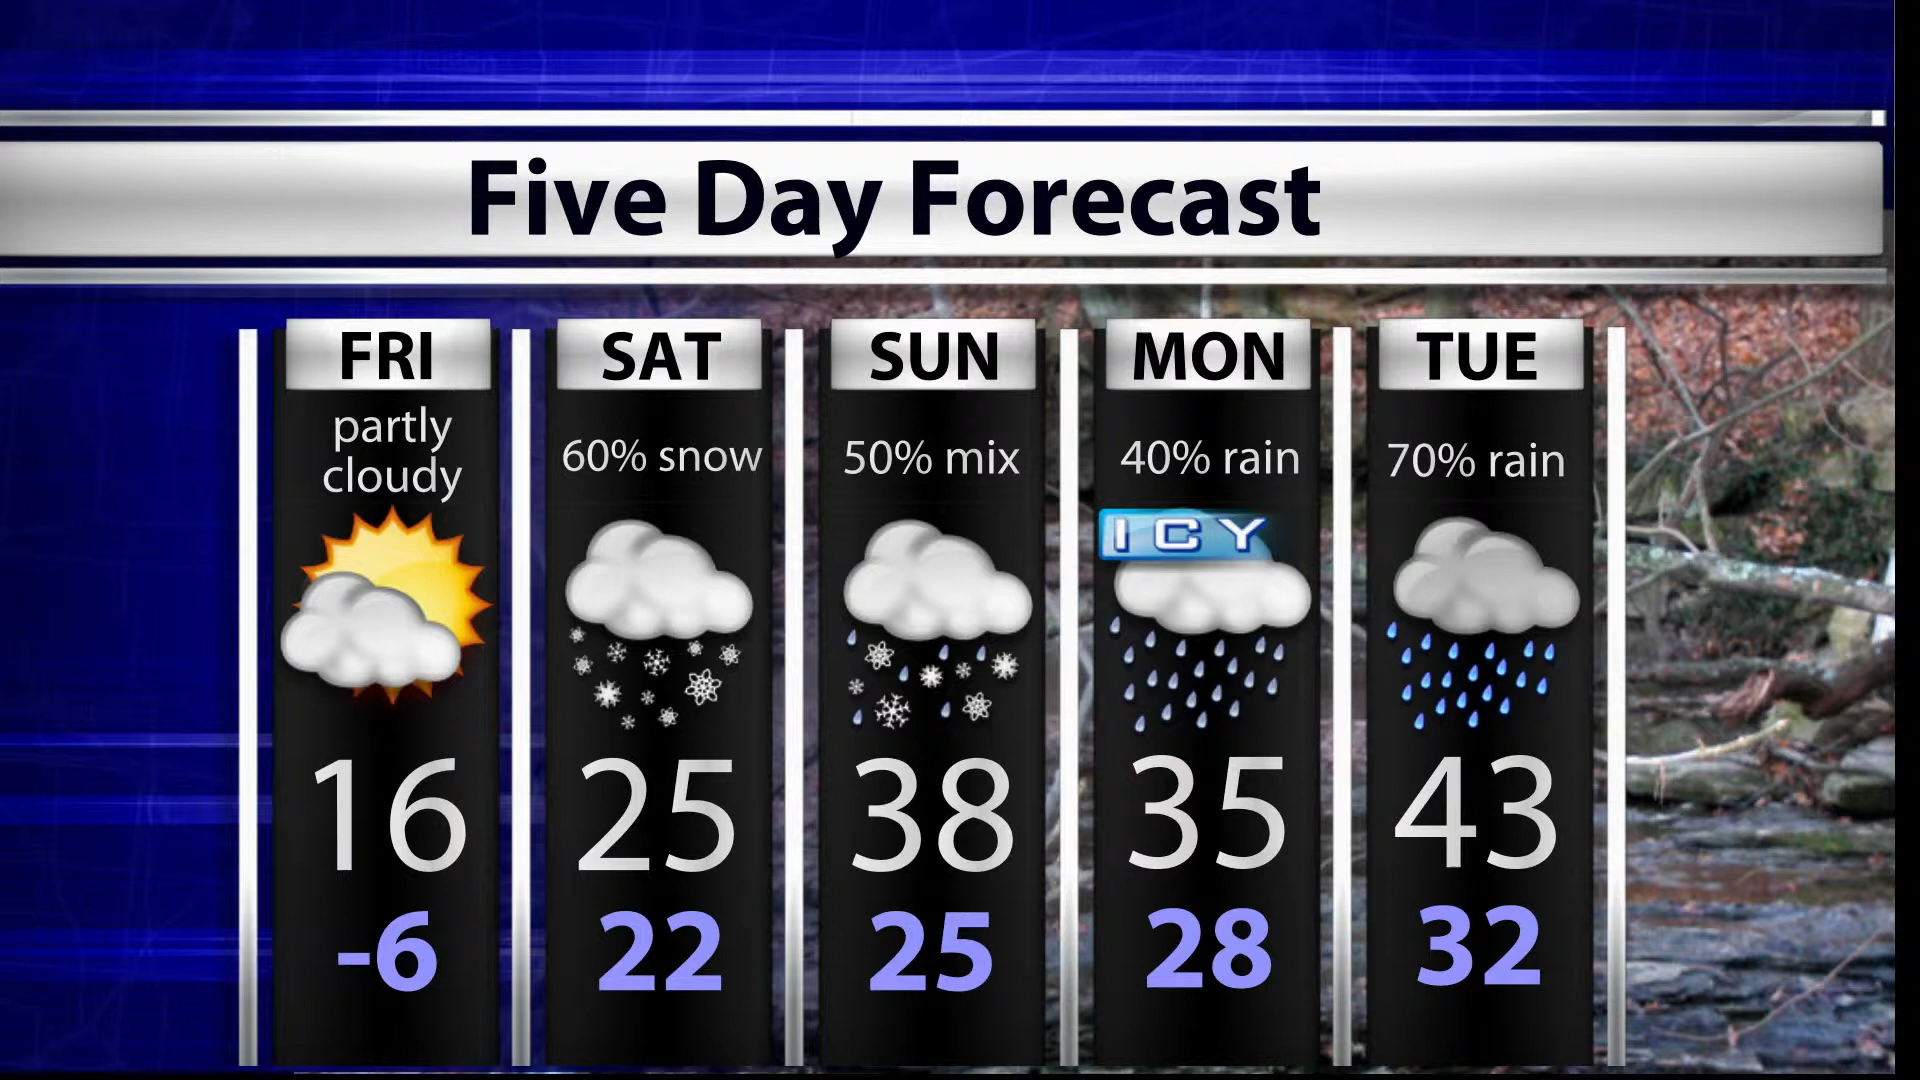 Five Day Forecast
FRI
partly
cloudy
16
-6
SAT
60% snow
25
22
SUN
50% mix
38
25
MON
40% rain
ICY
35
28
TUE
70% rain
43
32